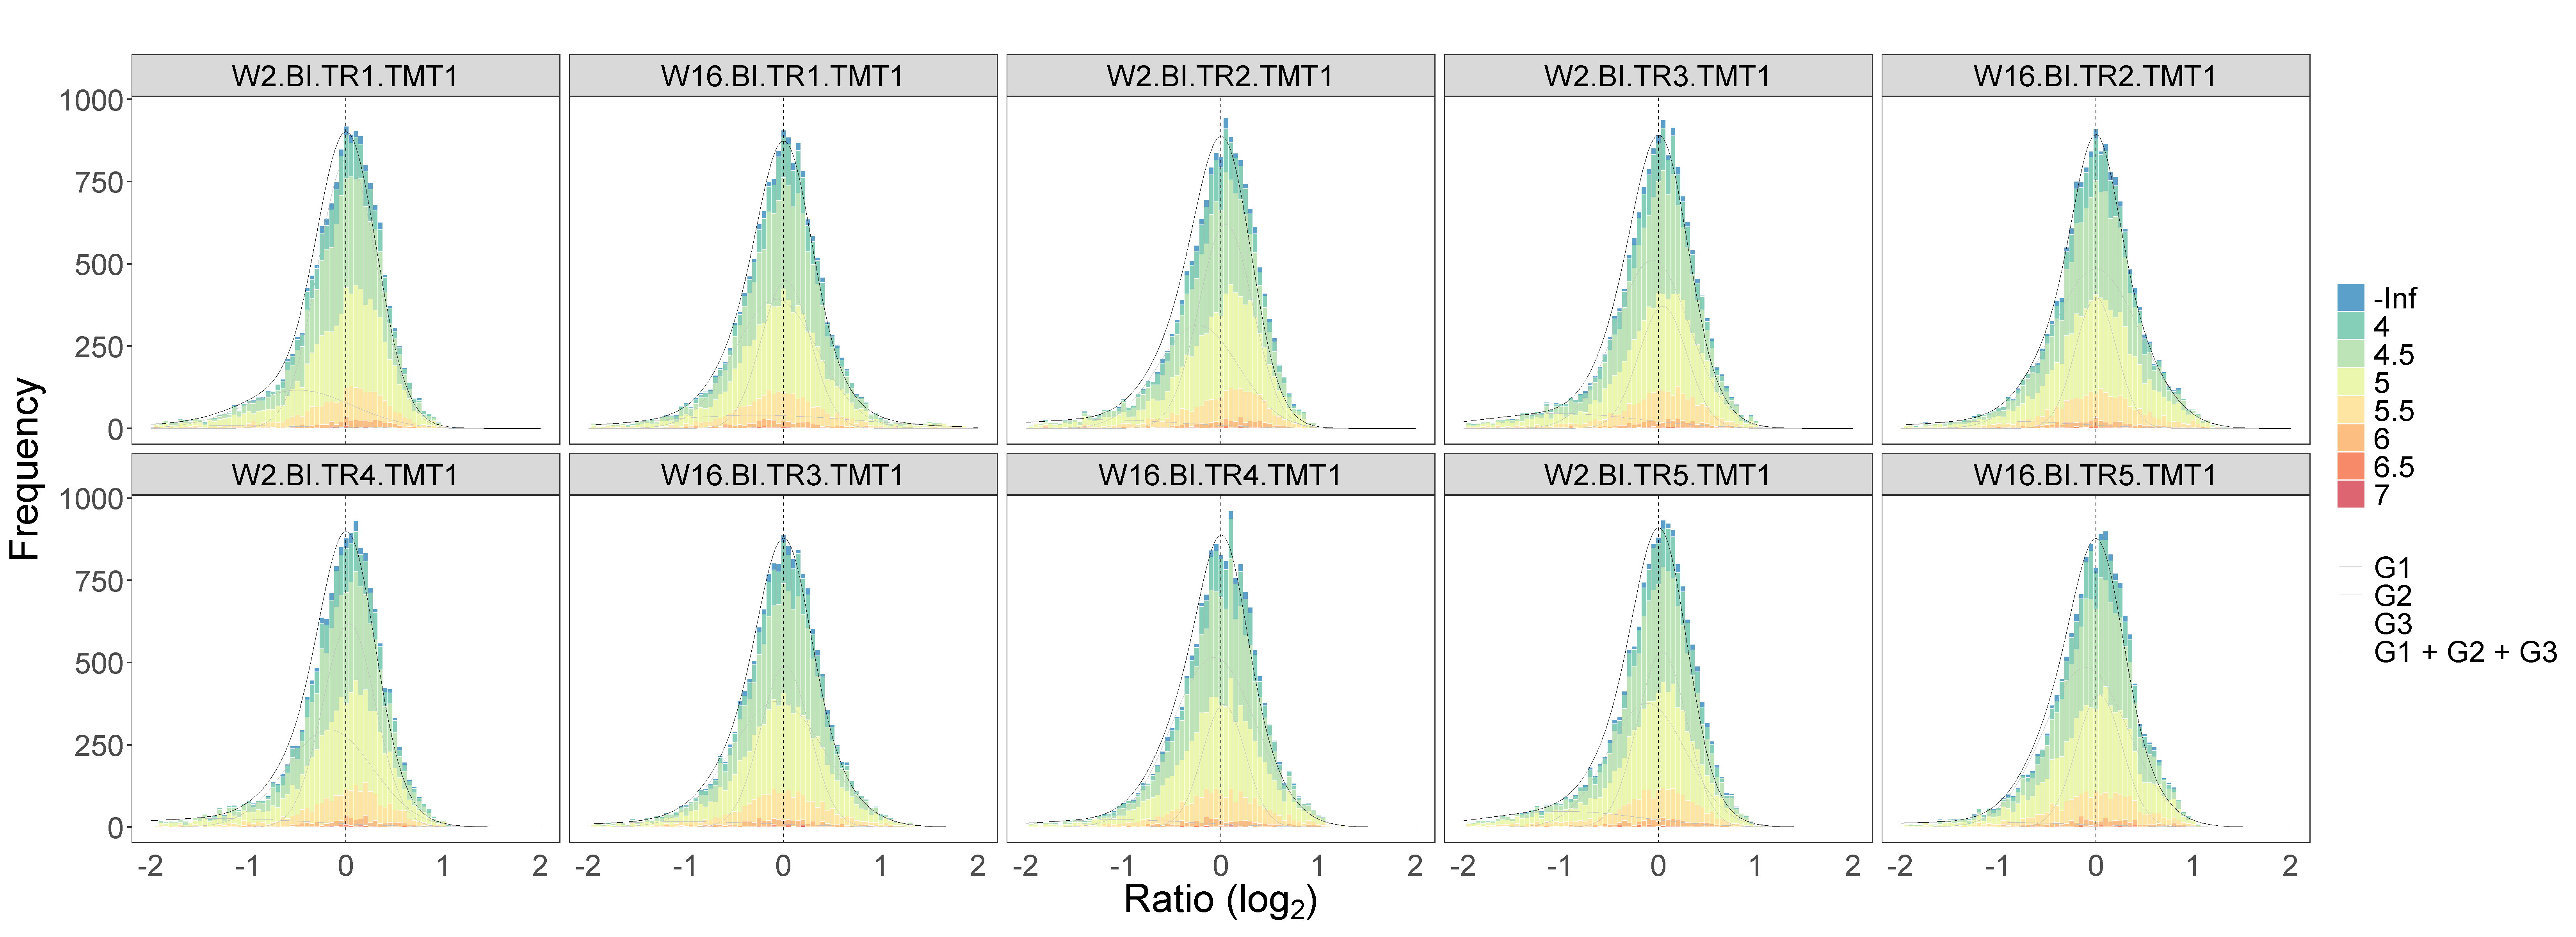 W2.BI.TR1.TMT1
W16.BI.TR1.TMT1
W2.BI.TR2.TMT1
W2.BI.TR3.TMT1
W16.BI.TR2.TMT1
1000
750
500
250
0
W2.BI.TR4.TMT1
W16.BI.TR3.TMT1
W16.BI.TR4.TMT1
W2.BI.TR5.TMT1
W16.BI.TR5.TMT1
1000
750
500
250
0
-2 -1 0 1 2
-2 -1 0 1 2
-2 -1 0 1 2
-2 -1 0 1 2
-2 -1 0 1 2
Frequency
Ratio (log₂)
-Inf
4
4.5
5
5.5
6
6.5
7
G1
G2
G3
G1 + G2 + G3